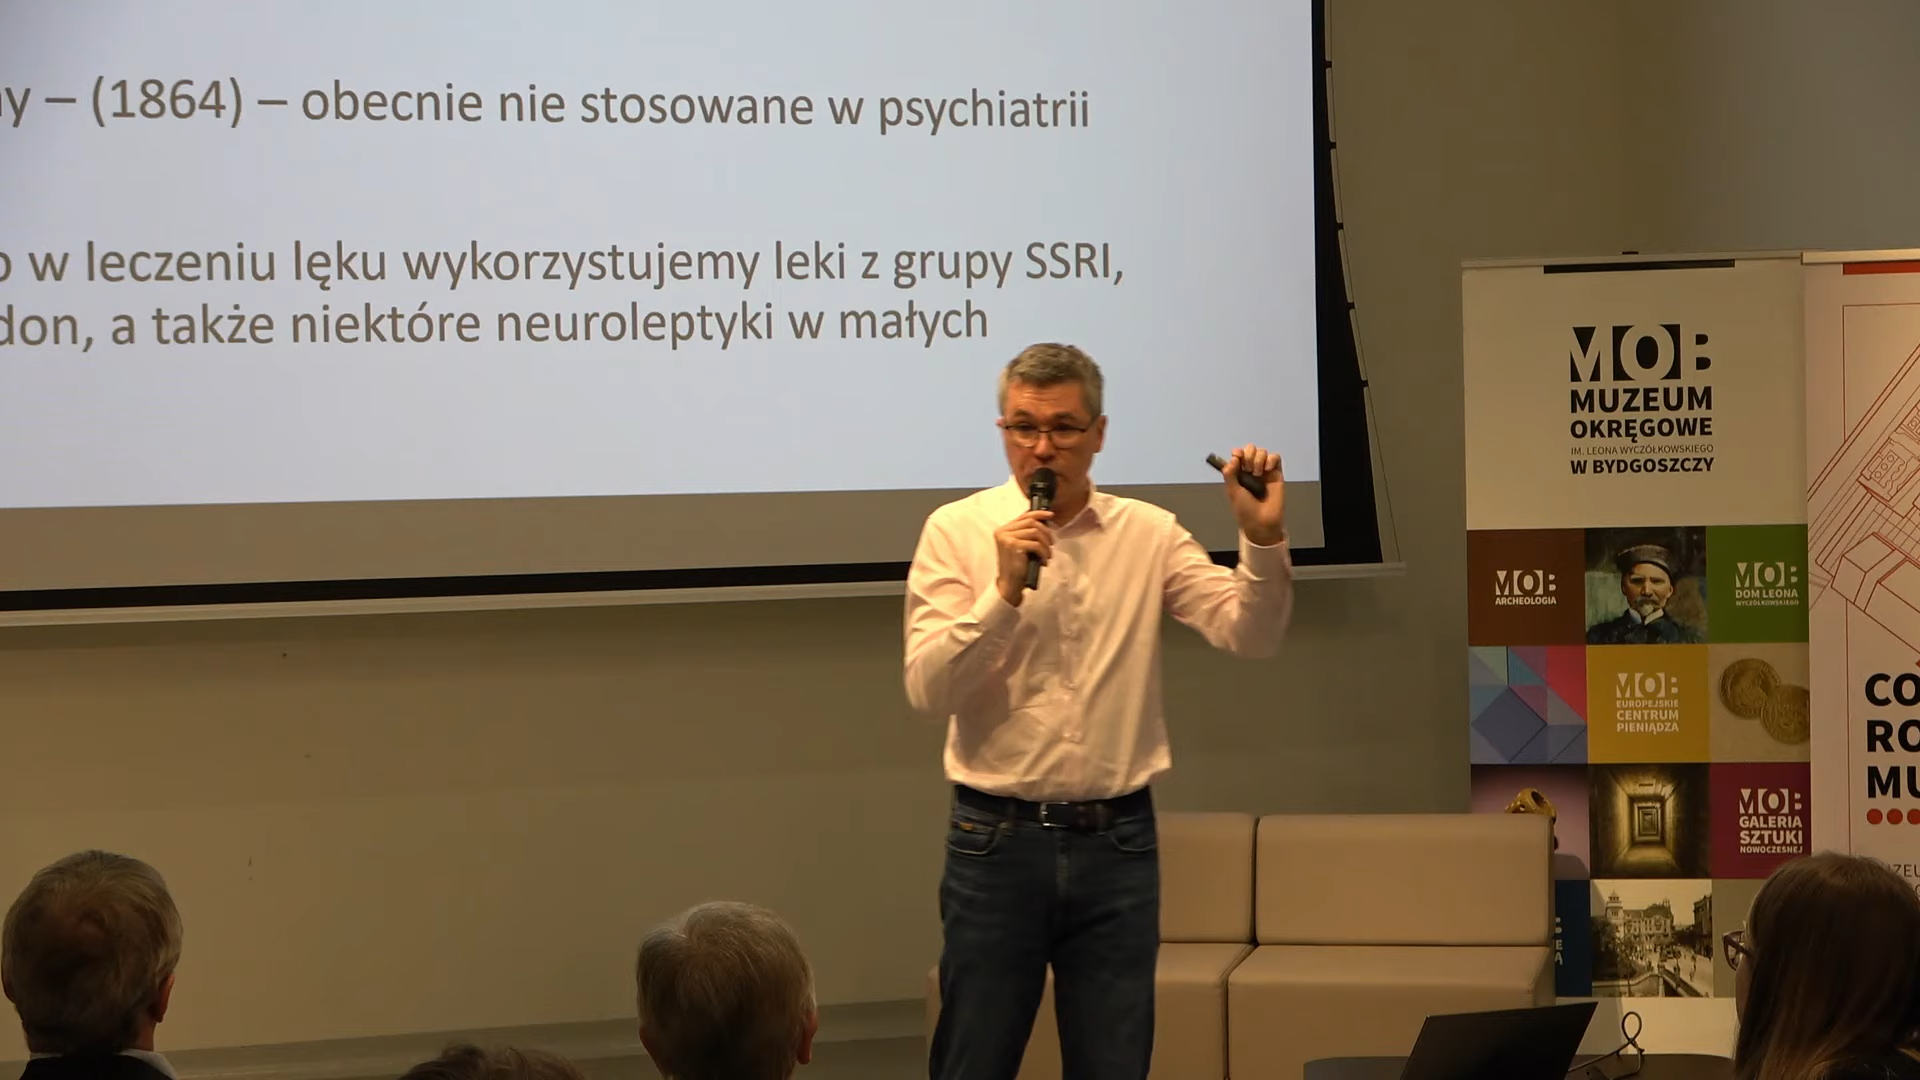 – (1864) – obecnie nie stosowane w psychiatrii
w leczeniu lęku wykorzystujemy leki z grupy SSRI,
a także niektóre neuroleptyki w małych
MOB
MUZEUM
OKRĘGOWE
IM. LEONA WYCZÓŁKOWSKIEGO
W BYDGOSZCZY
MOB
ARCHEOLOGIA
MOB
DOM LEONA
WYCZÓŁKOWSKIEGO
MOB
EUROPEJSKIE
CENTRUM
PIENIĄDZA
MOB
GALERIA
SZTUKI
NOWOCZESNEJ
CO
RO
MU